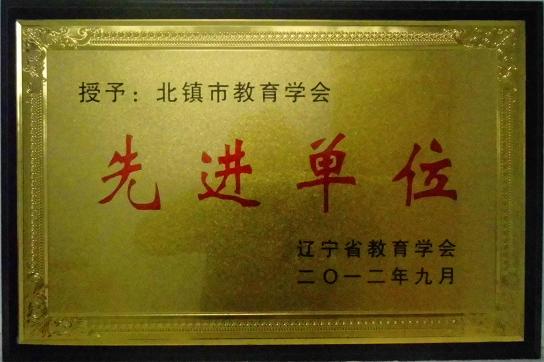 授予：北镇市教育学会
先进单位
辽宁省教育学会
二〇一二年九月